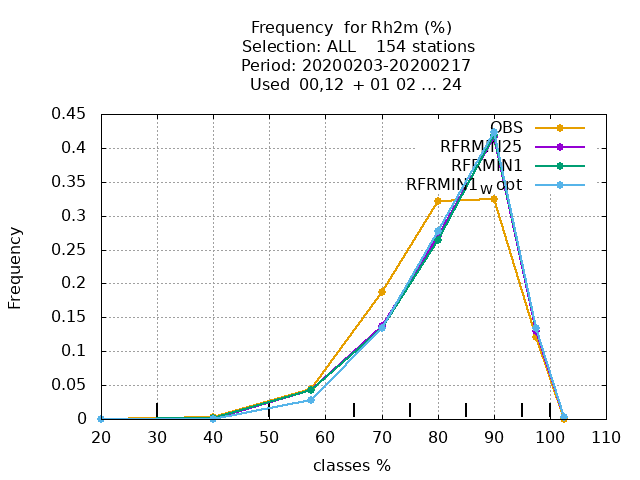 Frequency for Rh2m (%)
Selection: ALL 154 stations
Period: 20200203-20200217
Used 00,12 + 01 02 ... 24
0.45
0.4
0.35
0.3
0.25
0.2
0.15
0.1
0.05
0
Frequency
OBS
RFRMIN25
RFRMIN1
RFRMIN1_wopt
20 30 40 50 60 70 80 90 100 110
classes %